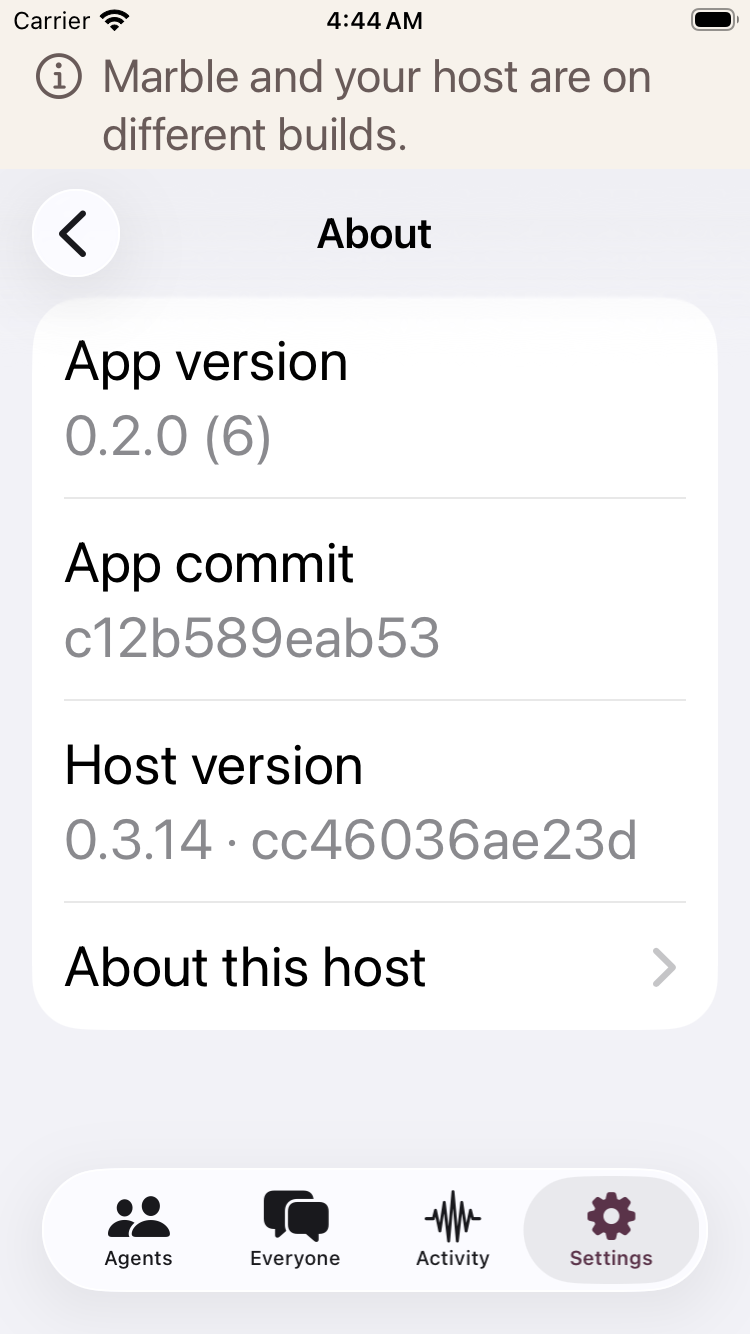 Carrier 4:44 AM
Marble and your host are on
different builds.
About
App version
0.2.0 (6)
App commit
c12b589eab53
Host version
0.3.14 · cc46036ae23d
About this host
Agents Everyone Activity Settings